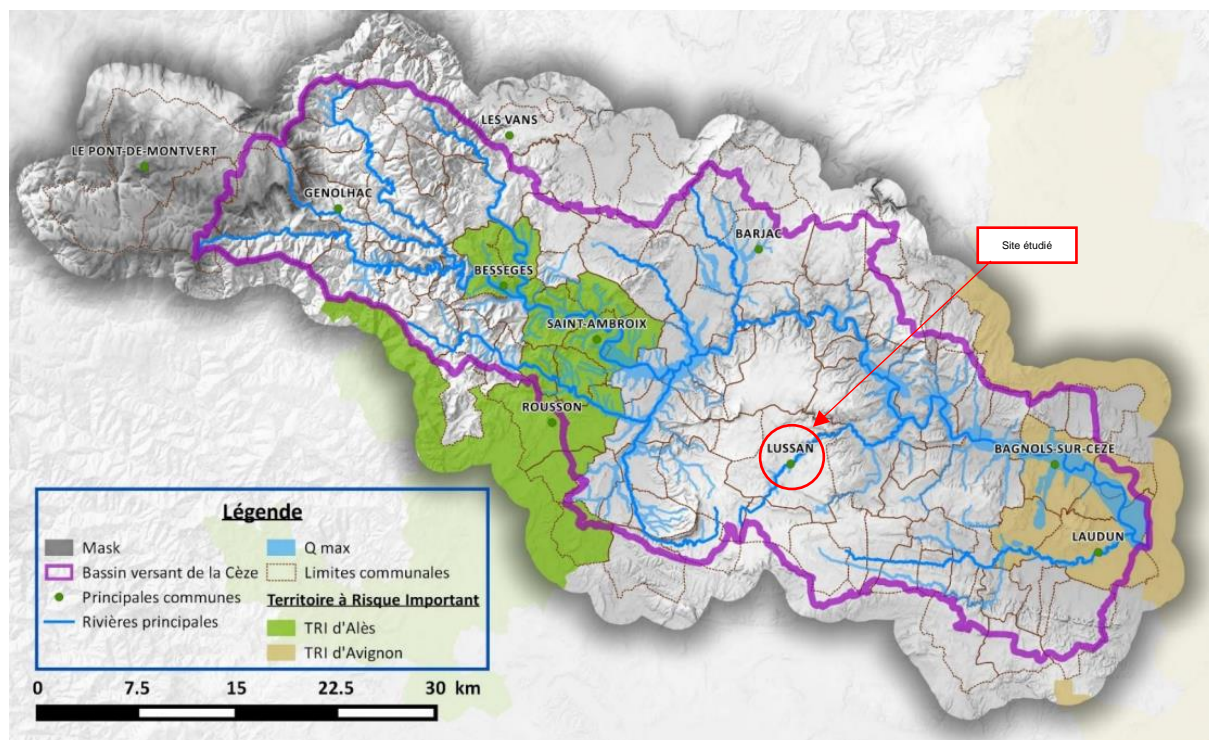 LES VANS
LE PONT-DE-MONTVERT
GENOLHAC
BARJAC
Site étudié
BESSEGES
SAINT-AMBROIX
ROUSSON
LUSSAN
BAGNOLS-SUR-CEZE
LAUDUN
Légende
Mask
Bassin versant de la Cèze
Principales communes
Rivières principales
Q max
Limites communales
Territoire à Risque Important
TRI d'Alès
TRI d'Avignon
0 7.5 15 22.5 30 km